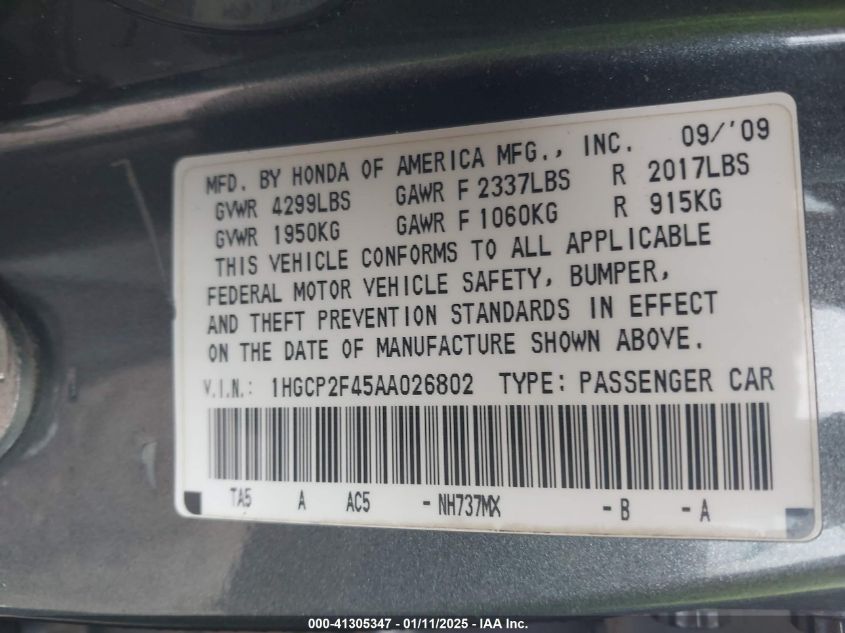 MFD. BY HONDA OF AMERICA MFG., INC. 09/'09
GVWR 4299LBS GAWR F 2337LBS R 2017LBS
GVWR 1950KG GAWR F 1060KG R 915KG
THIS VEHICLE CONFORMS TO ALL APPLICABLE
FEDERAL MOTOR VEHICLE SAFETY, BUMPER,
AND THEFT PREVENTION STANDARDS IN EFFECT
ON THE DATE OF MANUFACTURE SHOWN ABOVE.
V.I.N.: 1HGCP2F45AA026802 TYPE: PASSENGER CAR
TA5 A AC5 -NH737MX -B -A
000-41305347 - 01/11/2025 - IAA Inc.